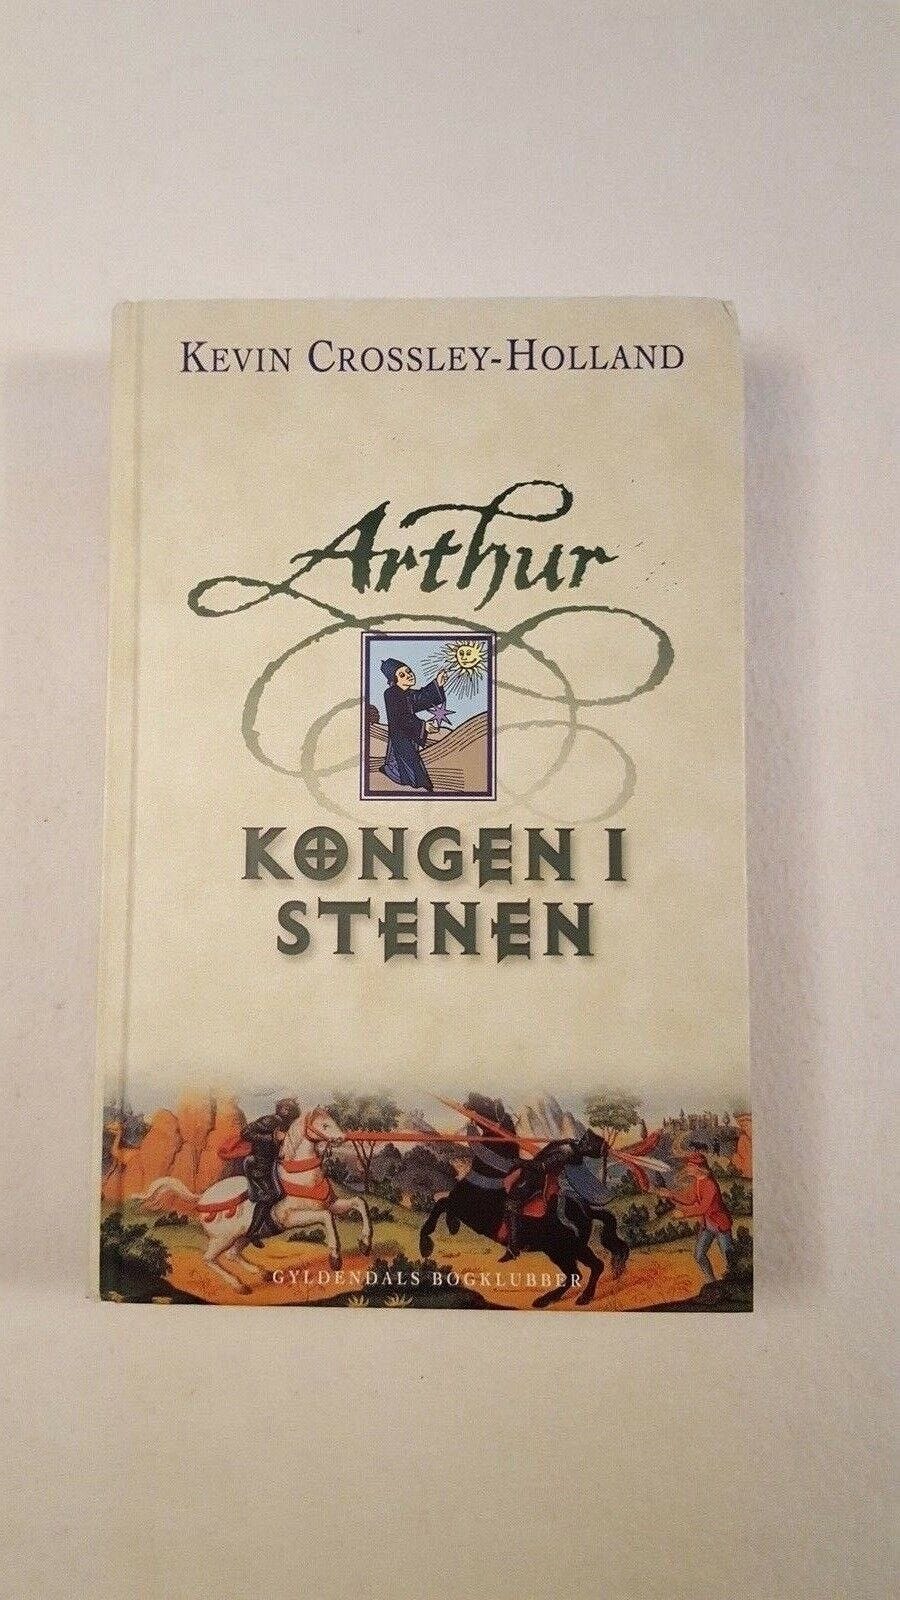 KEVIN CROSSLEY-HOLLAND
Arthur
KONGEN I
STENEN
GYLDENDALS BOGKLUBBER